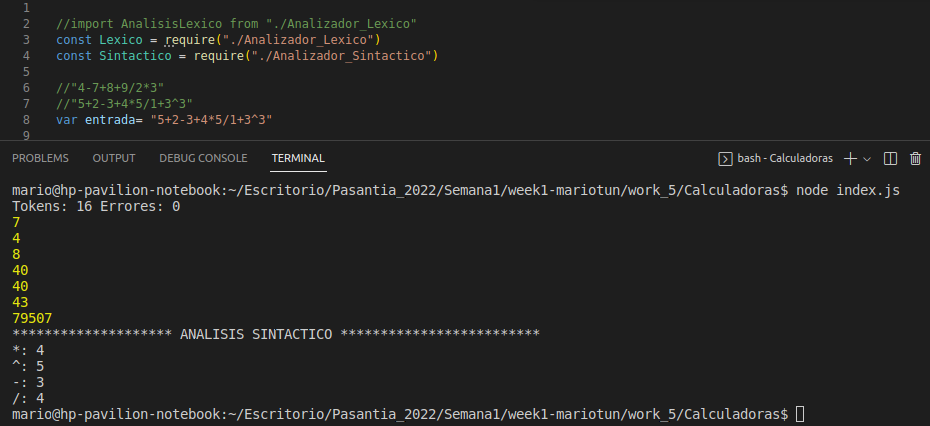 1
2 //import AnalisisLexico from "./Analizador_Lexico"
3 const Lexico = require("./Analizador_Lexico")
4 const Sintactico = require("./Analizador_Sintactico")
5
6 //"4-7+8+9/2*3"
7 //"5+2-3+4*5/1+3^3"
8 var entrada= "5+2-3+4*5/1+3^3"
9
PROBLEMS OUTPUT DEBUG CONSOLE TERMINAL bash - Calculadoras
mario@hp-pavilion-notebook:~/Escritorio/Pasantia_2022/Semana1/week1-mariotun/work_5/Calculadoras$ node index.js
Tokens: 16 Errores: 0
7
4
8
40
40
43
79507
******************** ANALISIS SINTACTICO *************************
*: 4
^: 5
-: 3
/: 4
mario@hp-pavilion-notebook:~/Escritorio/Pasantia_2022/Semana1/week1-mariotun/work_5/Calculadoras$